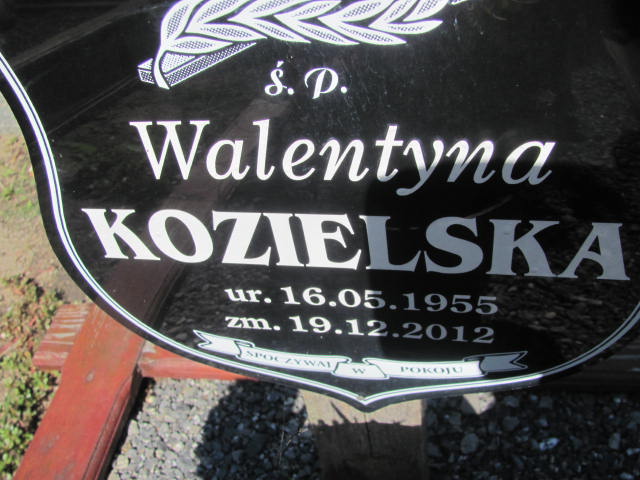 ś. p.
Walentyna
KOZIELSKA
ur. 16.05.1955
zm. 19.12.2012
SPOCZYWAJ W POKOJU